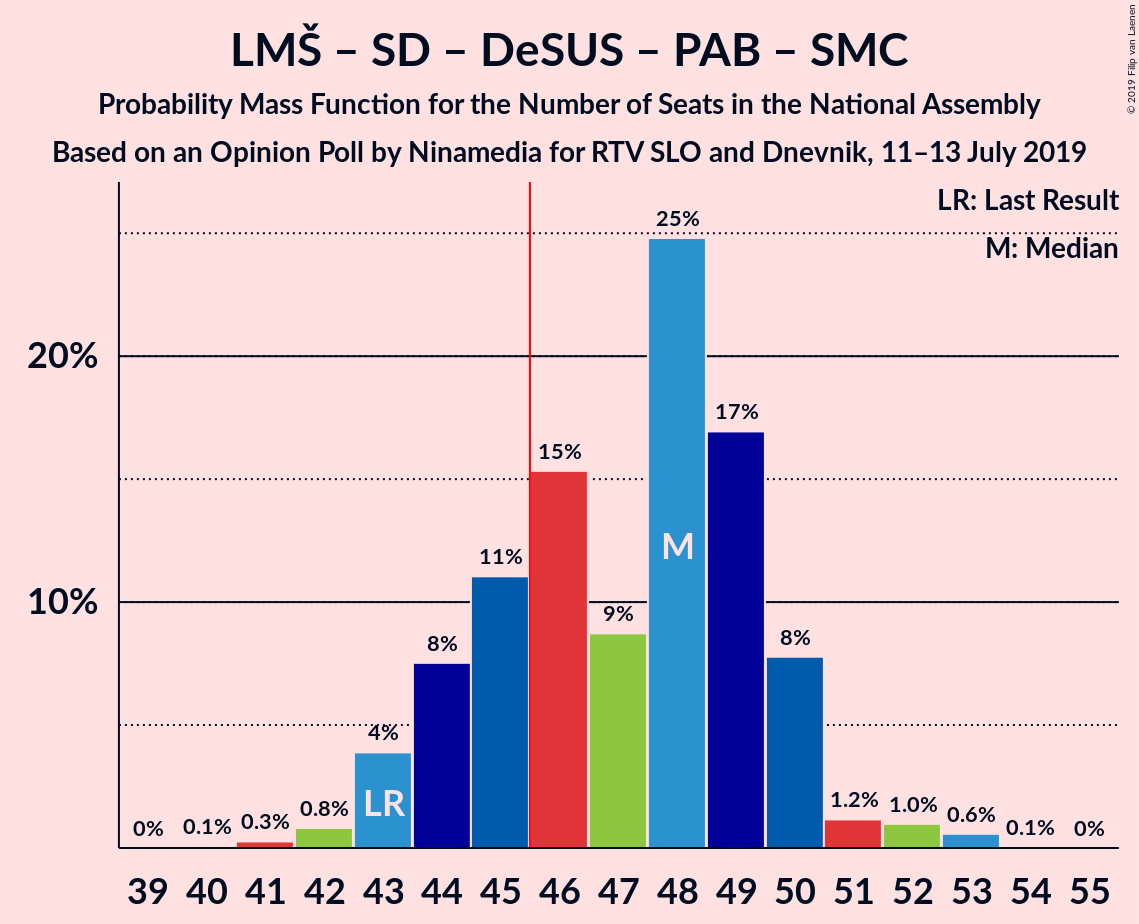 LMŠ – SD – DeSUS – PAB – SMC
Probability Mass Function for the Number of Seats in the National Assembly
Based on an Opinion Poll by Ninamedia for RTV SLO and Dnevnik, 11–13 July 2019
© 2019 Filip van Laenen
LR: Last Result
M: Median
20%
10%
0%
0.1%
0.3%
0.8%
4%
8%
11%
15%
9%
25%
17%
8%
1.2%
1.0%
0.6%
0.1%
0%
LR
M
39 40 41 42 43 44 45 46 47 48 49 50 51 52 53 54 55